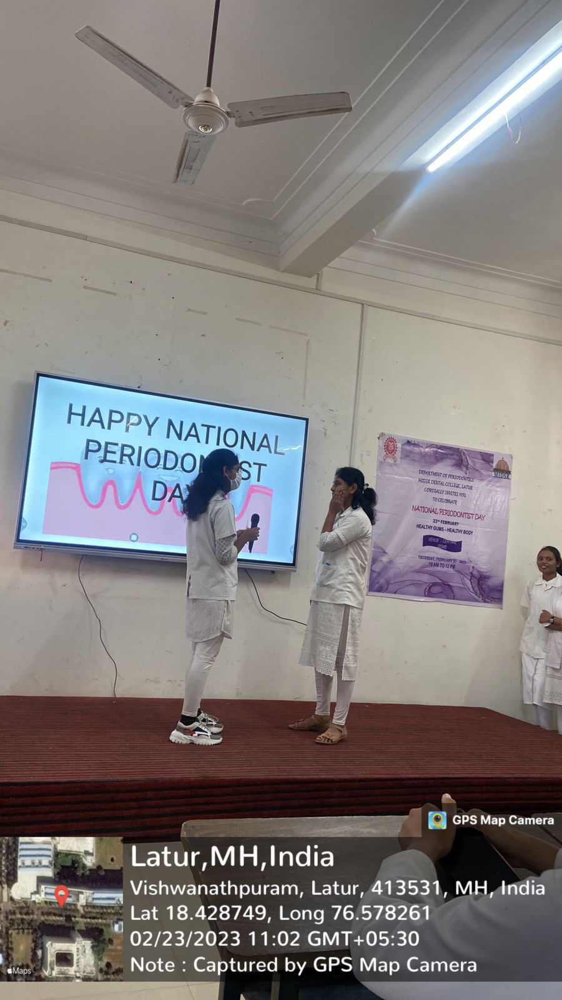 HAPPY NATIONAL
PERIODO ST
DA
MIDSR
DEPARTMENT OF PERIODONTICS
MIDSR DENTAL COLLEGE, LATUR
CORDIALLY INVITES YOU
TO CELEBRATE
NATIONAL PERIODONTIST DAY
23RD FEBRUARY
HEALTHY GUMS – HEALTHY BODY
VENUE - CENTRAL
DOME
THURSDAY, FEBRUARY 23, 2023
10 AM TO 12 PM
GPS Map Camera
Latur,MH,India
Vishwanathpuram, Latur, 413531, MH, India
Lat 18.428749, Long 76.578261
02/23/2023 11:02 GMT+05:30
Note : Captured by GPS Map Camera
Maps